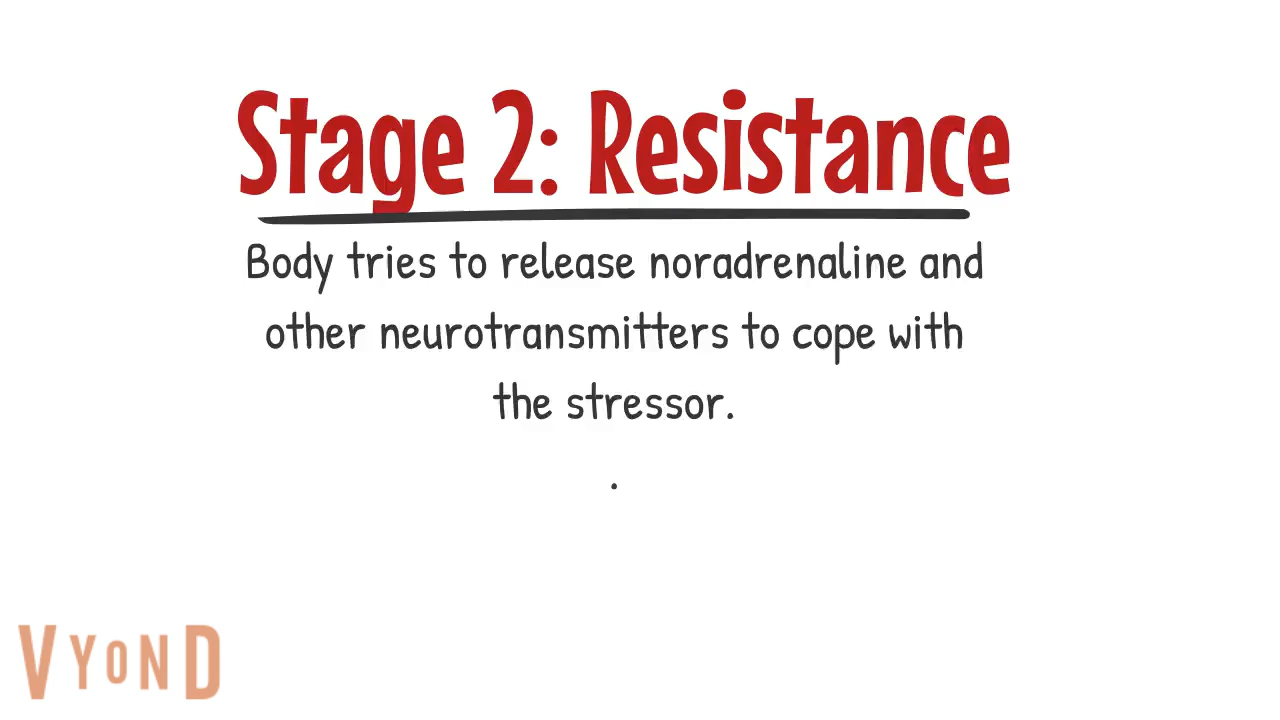 Stage 2: Resistance
Body tries to release noradrenaline and
other neurotransmitters to cope with
the stressor.
.
VYOND